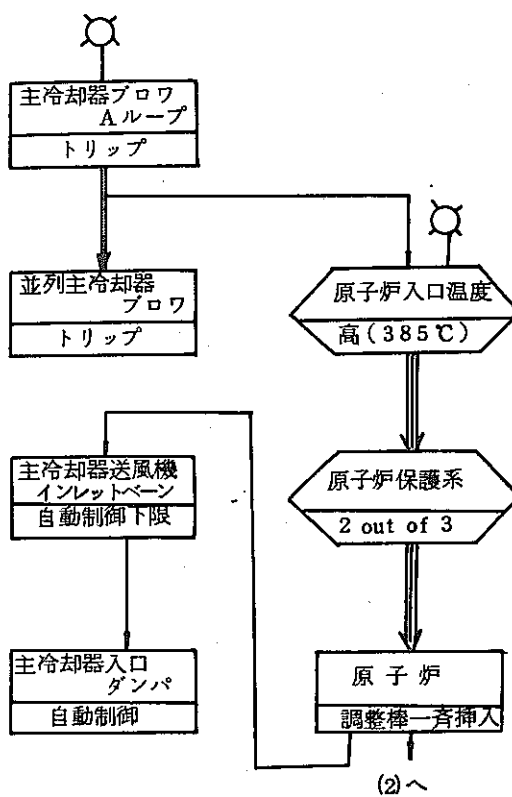 主冷却器ブロワ
Aループ
トリップ
並列主冷却器
ブロワ
トリップ
原子炉入口温度
高(385℃)
主冷却器送風機
インレットベーン
自動制御下限
原子炉保護系
2 out of 3
主冷却器入口
ダンパ
自動制御
原子炉
調整棒一斉挿入
(2)へ